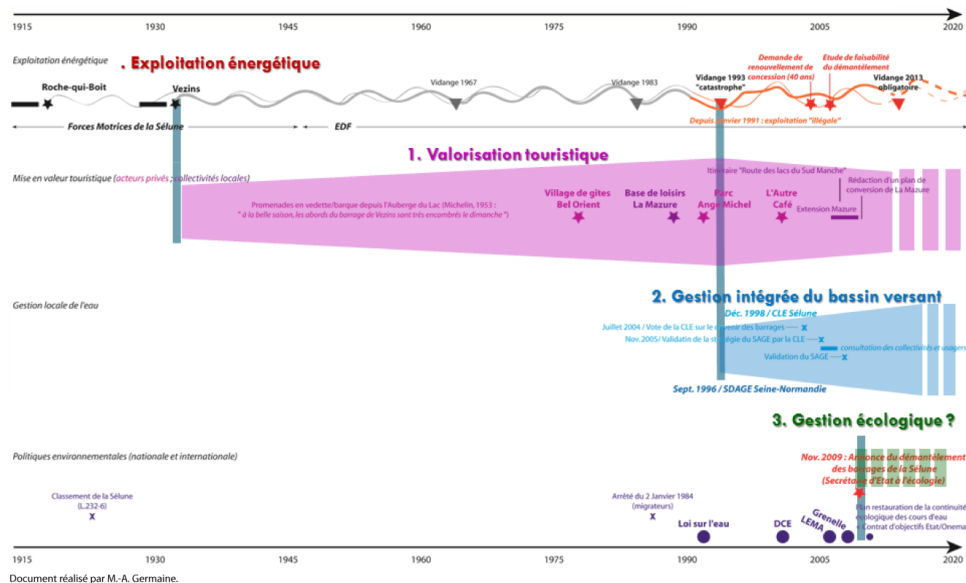 1915 1930 1945 1960 1975 1990 2005 2020
Exploitation énergétique
. Exploitation énergétique
Roche-qui-Boit
Vezins
Vidange 1967
Vidange 1983
Vidange 1993
"catastrophe"
Demande de
renouvellement de
concession (40 ans)
Etude de faisabilité
du démantélement
Vidange 2013
obligatoire
Depuis janvier 1991 : exploitation "illégale"
Forces Motrices de la Sélune
EDF
1. Valorisation touristique
Mise en valeur touristique (acteurs privés ; collectivités locales)
Itinéraire "Route des lacs du Sud Manche"
Rédaction d'un plan de
conversion de La Mazure
Village de gîtes
Bel Orient
Base de loisirs
La Mazure
Parc
Ange Michel
L'Autre
Café
Extension Mazure
Promenades en vedette/barque depuis l'Auberge du Lac (Michelin, 1953 :
" à la belle saison, les abords du barrage de Vezins sont très encombrés le dimanche")
2. Gestion intégrée du bassin versant
Gestion locale de l'eau
Déc. 1998 / CLE Sélune
Juillet 2004 / Vote de la CLE sur le devenir des barrages
Nov.2005/ Validatin de la stratégie du SAGE par la CLE
consultation des collectivités et usagers
Validation du SAGE
Sept. 1996 / SDAGE Seine-Normandie
3. Gestion écologique ?
Politiques environnementales (nationale et internationale)
Nov. 2009 : Annonce du démantèlement
des barrages de la Sélune
(Secrétaire d'Etat à l'écologie)
Classement de la Sélune
(L.232-6)
Arrêté du 2 Janvier 1984
(migrateurs)
Loi sur l'eau
DCE
LEMA
Grenelle
Plan restauration de la continuité
écologique des cours d'eau
+ Contrat d'objectifs Etat/Onema
1915 1930 1945 1960 1975 1990 2005 2020
Document réalisé par M.-A. Germaine.